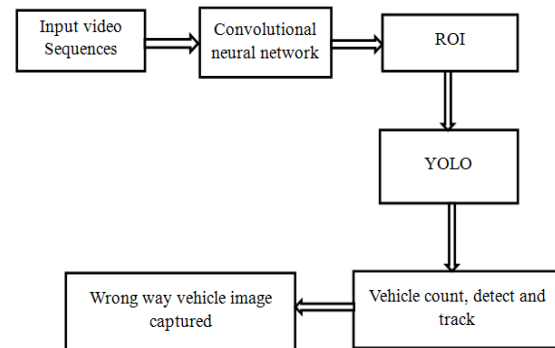 Input video
Sequences
Convolutional
neural network
ROI
YOLO
Vehicle count, detect and
track
Wrong way vehicle image
captured